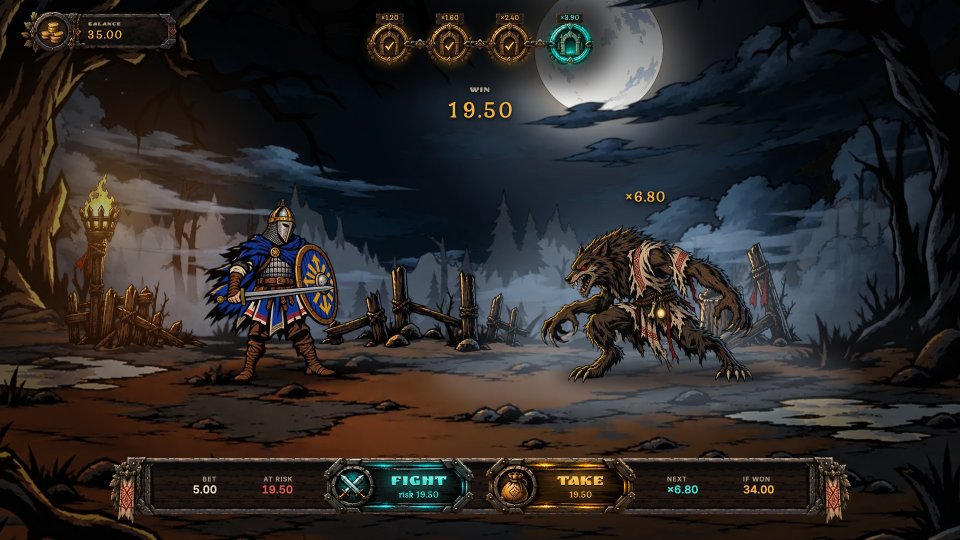 BALANCE
35.00
×1.20
×1.60
×2.40
×3.90
WIN
19.50
×6.80
BET
5.00
AT RISK
19.50
FIGHT
risk 19.50
TAKE
19.50
NEXT
×6.80
IF WON
34.00